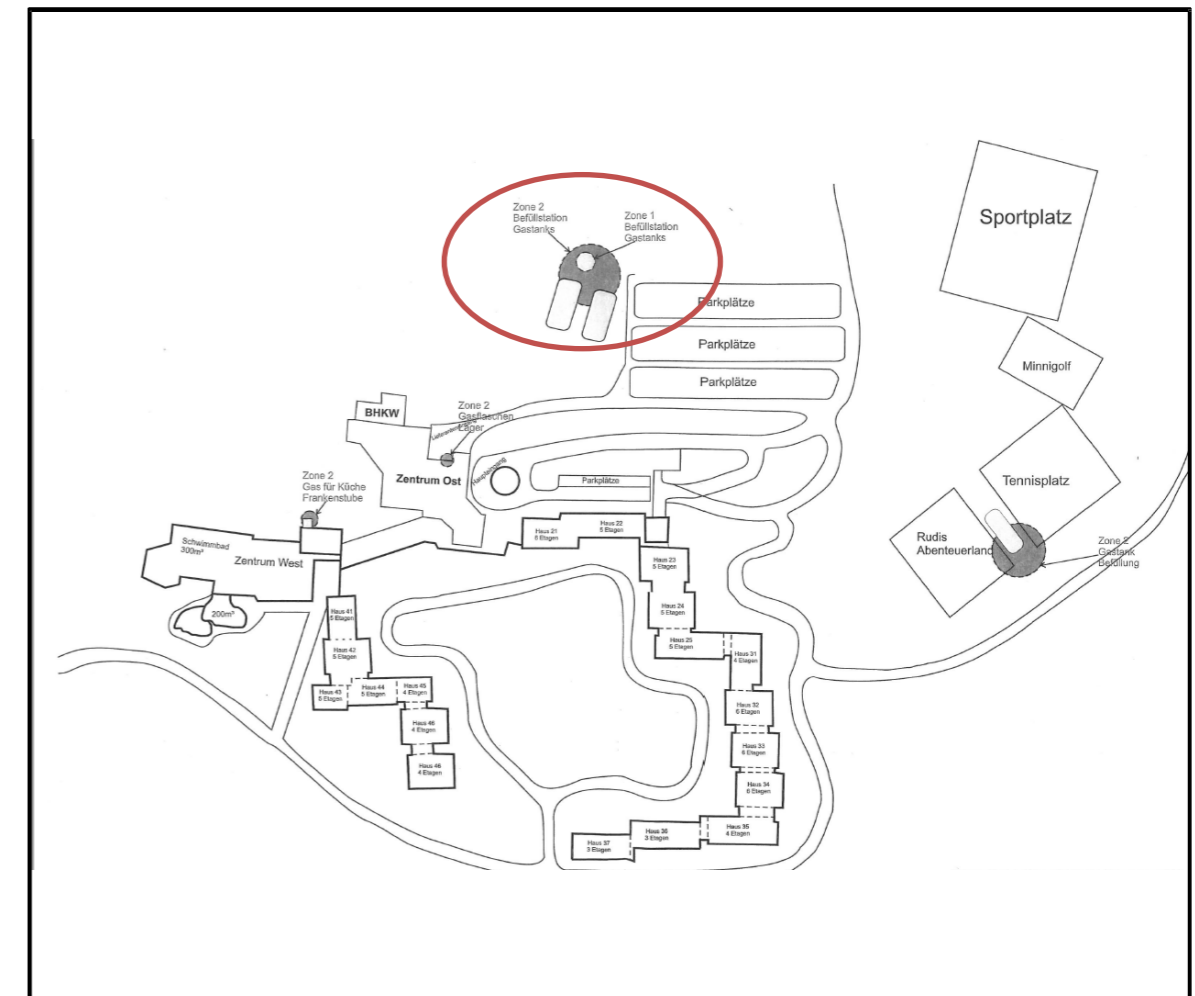 Zone 2
Befüllstation
Gastanks
Zone 1
Befüllstation
Gastanks
Sportplatz
Parkplätze
Parkplätze
Parkplätze
Minnigolf
BHKW
Zone 2
Gasflaschen
Lager
Haupteingang
Zentrum Ost
Parkplätze
Tennisplatz
Zone 2
Gas für Küche
Frankenstube
Rudis
Abenteuerland
Zone 2
Gastank
Befüllung
Schwimmbad
300m³
Zentrum West
200m³
Haus 21
5 Etagen
Haus 22
5 Etagen
Haus 23
5 Etagen
Haus 24
5 Etagen
Haus 25
5 Etagen
Haus 31
4 Etagen
Haus 32
6 Etagen
Haus 33
6 Etagen
Haus 34
6 Etagen
Haus 35
4 Etagen
Haus 36
3 Etagen
Haus 37
3 Etagen
Haus 41
5 Etagen
Haus 42
5 Etagen
Haus 43
5 Etagen
Haus 44
5 Etagen
Haus 45
4 Etagen
Haus 46
4 Etagen
Haus 46
4 Etagen